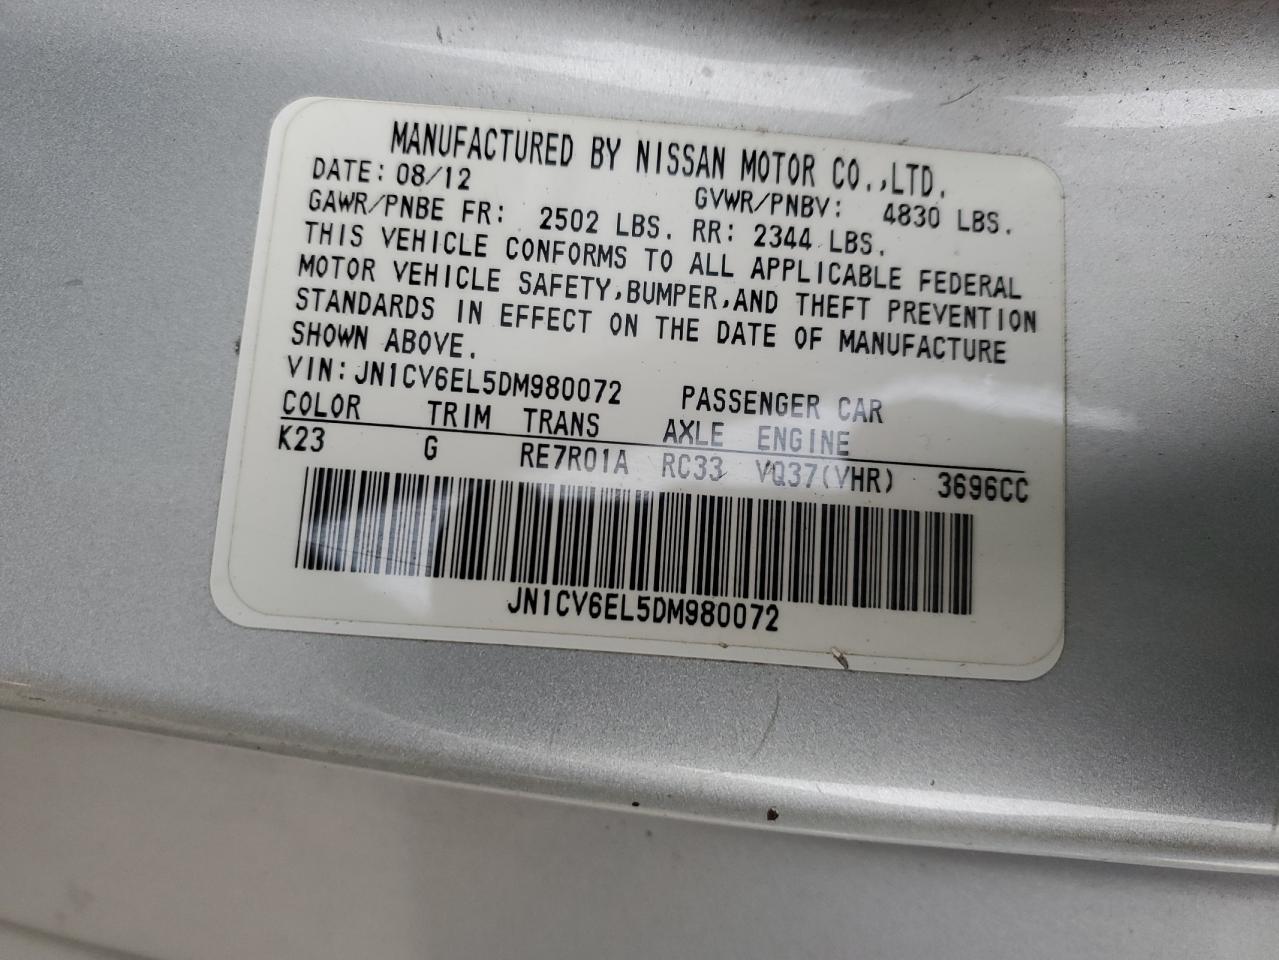 MANUFACTURED BY NISSAN MOTOR CO.,LTD.
DATE: 08/12 GVWR/PNBV: 4830 LBS.
GAWR/PNBE FR: 2502 LBS. RR: 2344 LBS.
THIS VEHICLE CONFORMS TO ALL APPLICABLE FEDERAL
MOTOR VEHICLE SAFETY,BUMPER,AND THEFT PREVENTION
STANDARDS IN EFFECT ON THE DATE OF MANUFACTURE
SHOWN ABOVE.
VIN:JN1CV6EL5DM980072 PASSENGER CAR
COLOR TRIM TRANS AXLE ENGINE
K23 G RE7R01A RC33 VQ37(VHR) 3696CC
JN1CV6EL5DM980072